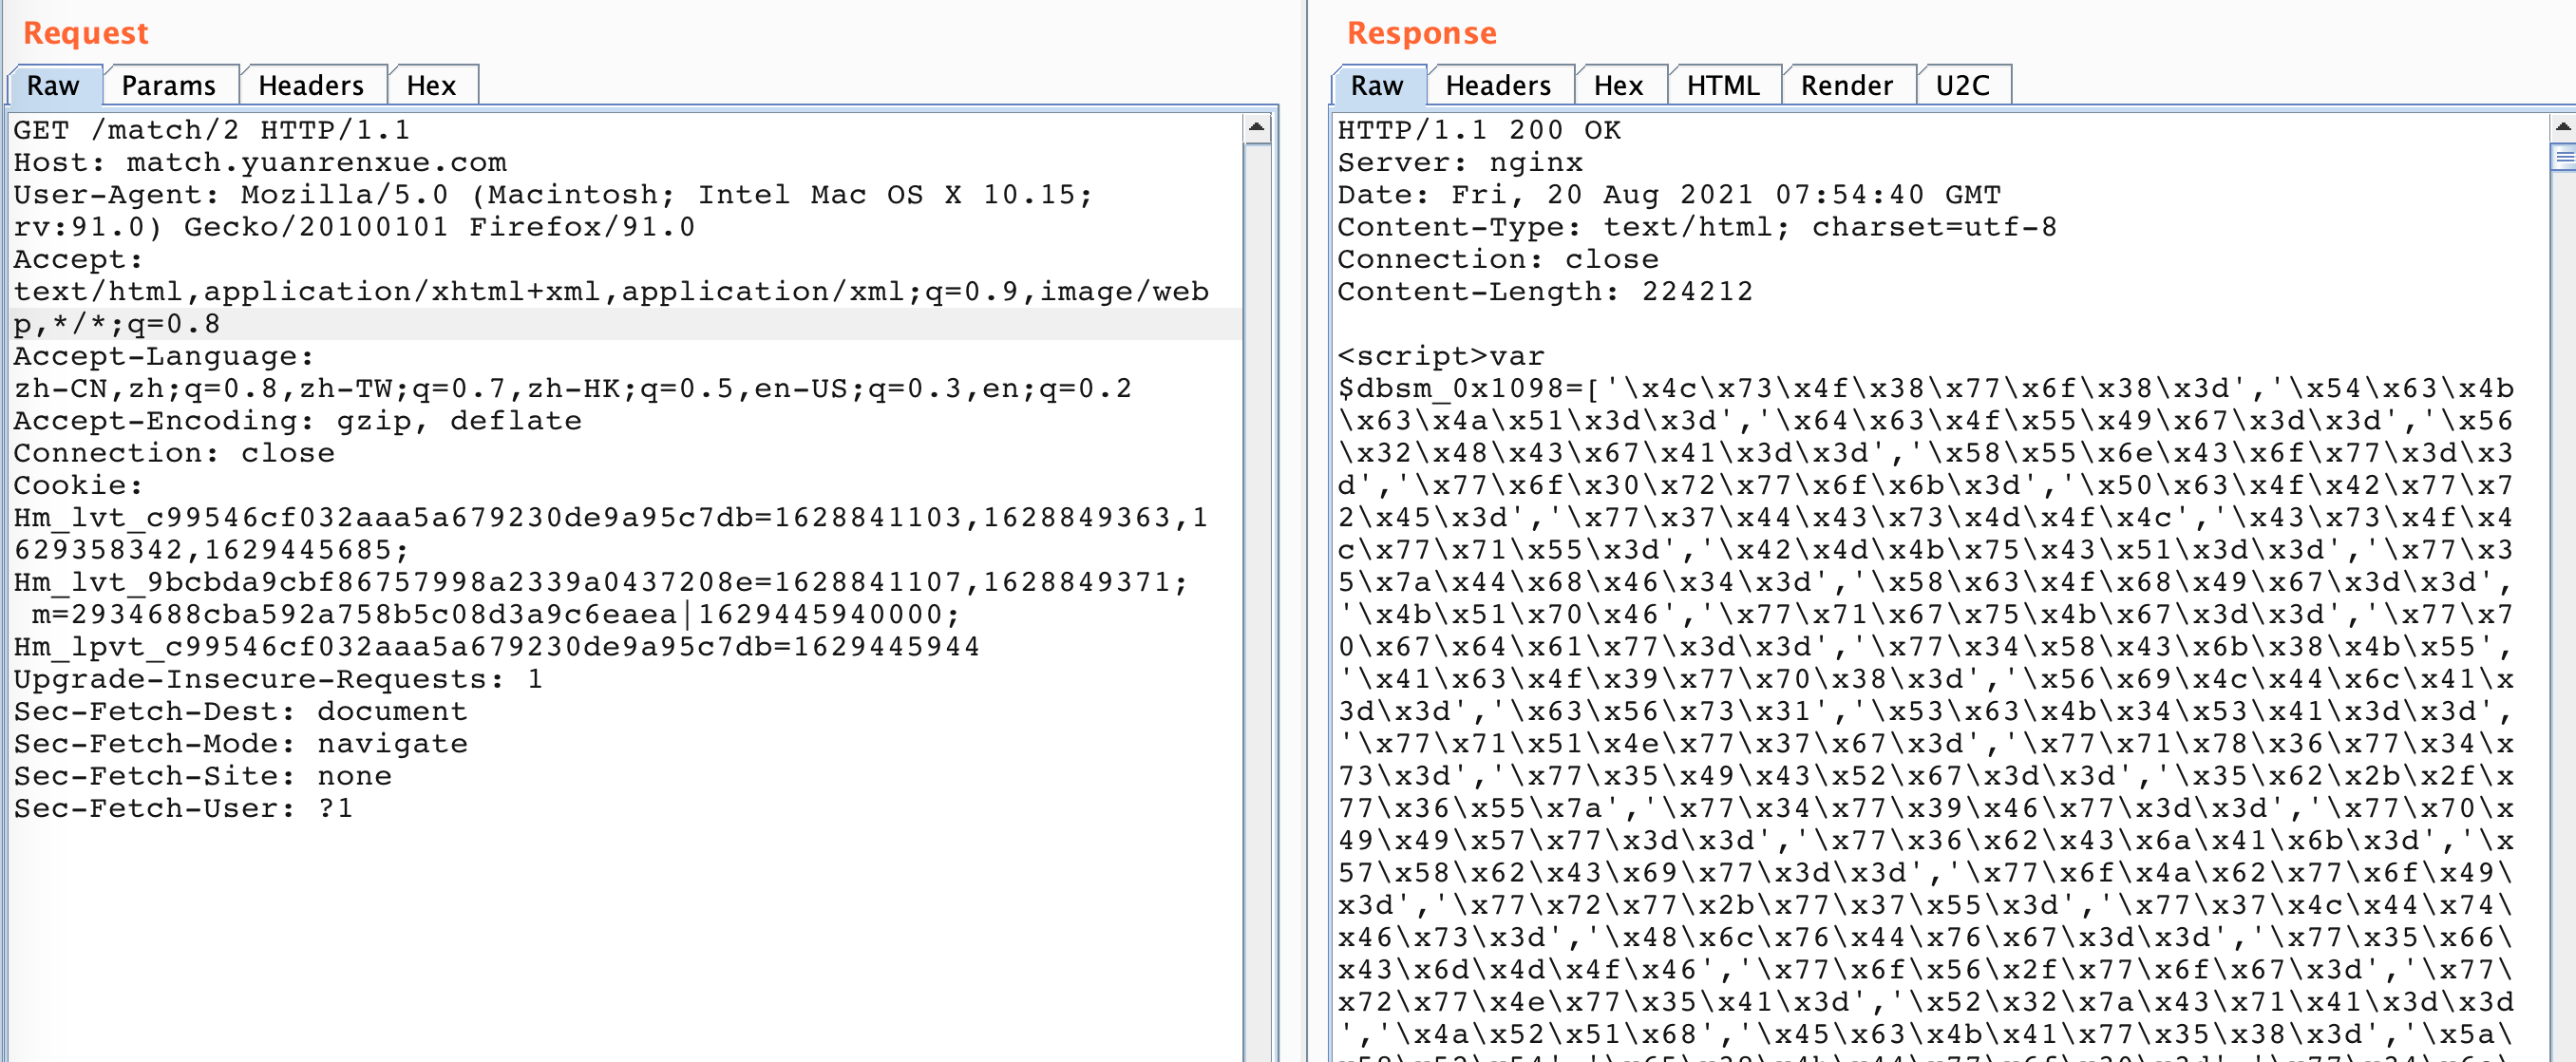 Request
Raw Params Headers Hex
GET /match/2 HTTP/1.1
Host: match.yuanrenxue.com
User-Agent: Mozilla/5.0 (Macintosh; Intel Mac OS X 10.15;
rv:91.0) Gecko/20100101 Firefox/91.0
Accept:
text/html,application/xhtml+xml,application/xml;q=0.9,image/web
p,*/*;q=0.8
Accept-Language:
zh-CN,zh;q=0.8,zh-TW;q=0.7,zh-HK;q=0.5,en-US;q=0.3,en;q=0.2
Accept-Encoding: gzip, deflate
Connection: close
Cookie:
Hm_lvt_c99546cf032aaa5a679230de9a95c7db=1628841103,1628849363,1
629358342,1629445685;
Hm_lvt_9bcbda9cbf86757998a2339a0437208e=1628841107,1628849371;
m=2934688cba592a758b5c08d3a9c6eaea|1629445940000;
Hm_lpvt_c99546cf032aaa5a679230de9a95c7db=1629445944
Upgrade-Insecure-Requests: 1
Sec-Fetch-Dest: document
Sec-Fetch-Mode: navigate
Sec-Fetch-Site: none
Sec-Fetch-User: ?1
Response
Raw Headers Hex HTML Render U2C
HTTP/1.1 200 OK
Server: nginx
Date: Fri, 20 Aug 2021 07:54:40 GMT
Content-Type: text/html; charset=utf-8
Connection: close
Content-Length: 224212
<script>var
$dbsm_0x1098=['\x4c\x73\x4f\x38\x77\x6f\x38\x3d','\x54\x63\x4b
\x63\x4a\x51\x3d\x3d','\x64\x63\x4f\x55\x49\x67\x3d\x3d','\x56
\x32\x48\x43\x67\x41\x3d\x3d','\x58\x55\x6e\x43\x6f\x77\x3d\x3
d','\x77\x6f\x30\x72\x77\x6f\x6b\x3d','\x50\x63\x4f\x42\x77\x7
2\x45\x3d','\x77\x37\x44\x43\x73\x4d\x4f\x4c','\x43\x73\x4f\x4
c\x77\x71\x55\x3d','\x42\x4d\x4b\x75\x43\x51\x3d\x3d','\x77\x3
5\x7a\x44\x68\x46\x34\x3d','\x58\x63\x4f\x68\x49\x67\x3d\x3d',
'\x4b\x51\x70\x46','\x77\x71\x67\x75\x4b\x67\x3d\x3d','\x77\x7
0\x67\x64\x61\x77\x3d\x3d','\x77\x34\x58\x43\x6b\x38\x4b\x55',
'\x41\x63\x4f\x39\x77\x70\x38\x3d','\x56\x69\x4c\x44\x6c\x41\x
3d\x3d','\x63\x56\x73\x31','\x53\x63\x4b\x34\x53\x41\x3d\x3d',
'\x77\x71\x51\x4e\x77\x37\x67\x3d','\x77\x71\x78\x36\x77\x34\x
73\x3d','\x77\x35\x49\x43\x52\x67\x3d\x3d','\x35\x62\x2b\x2f\x
77\x36\x55\x7a','\x77\x34\x77\x39\x46\x77\x3d\x3d','\x77\x70\x
49\x49\x57\x77\x3d\x3d','\x77\x36\x62\x43\x6a\x41\x6b\x3d','\x
57\x58\x62\x43\x69\x77\x3d\x3d','\x77\x6f\x4a\x62\x77\x6f\x49\
x3d','\x77\x72\x77\x2b\x77\x37\x55\x3d','\x77\x37\x4c\x44\x74\
x46\x73\x3d','\x48\x6c\x76\x44\x76\x67\x3d\x3d','\x77\x35\x66\
x43\x6d\x4d\x4f\x46','\x77\x6f\x56\x2f\x77\x6f\x67\x3d','\x77\
x72\x77\x4e\x77\x35\x41\x3d','\x52\x32\x7a\x43\x71\x41\x3d\x3d
','\x4a\x52\x51\x68','\x45\x63\x4b\x41\x77\x35\x38\x3d','\x5a\